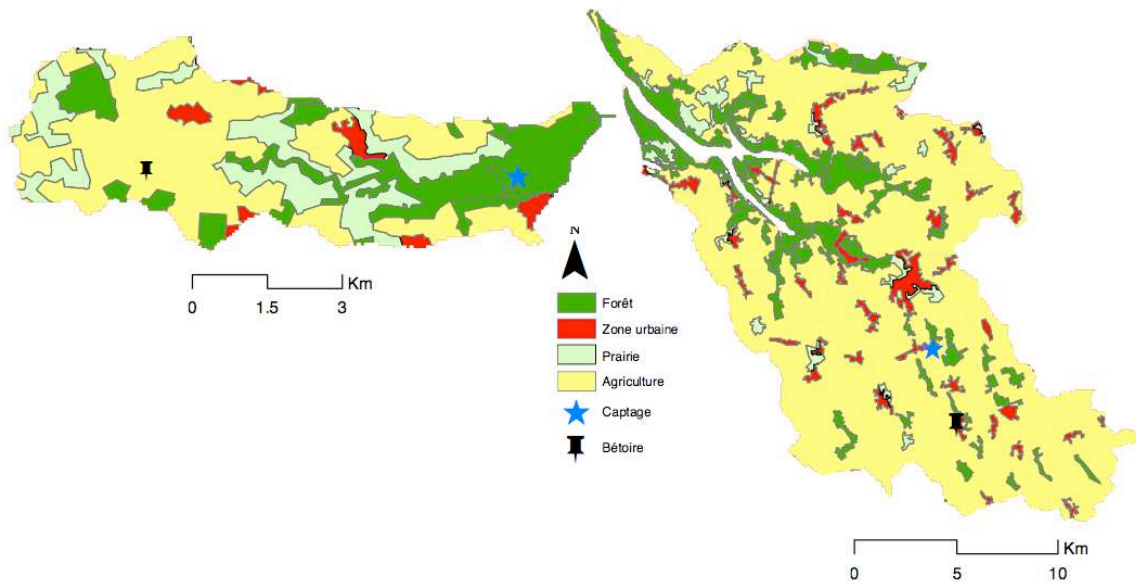 N
Km
0 1.5 3
Forêt
Zone urbaine
Prairie
Agriculture
Captage
Bétoire
Km
0 5 10